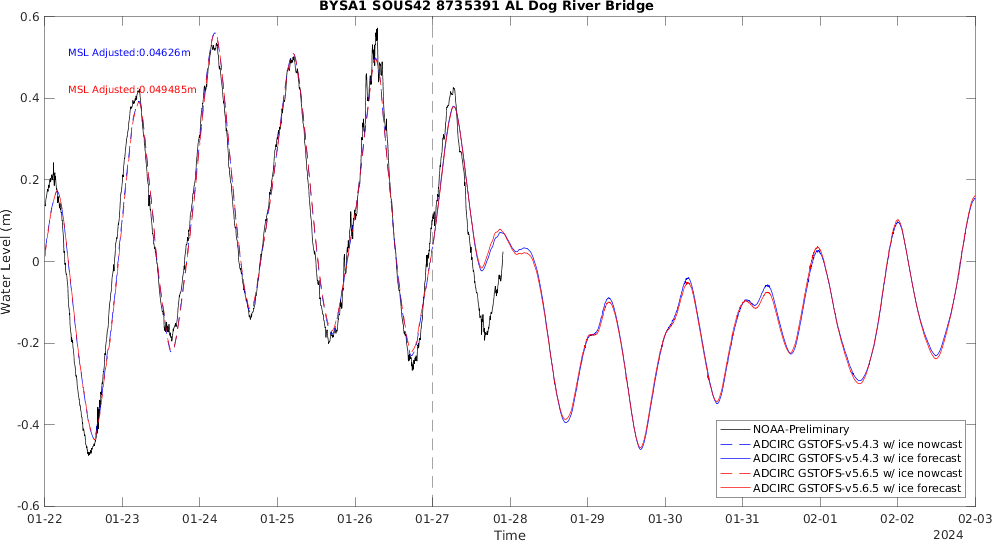 BYSA1 SOUS42 8735391 AL Dog River Bridge
0.6
0.4
0.2
0
-0.2
-0.4
-0.6
Water Level (m)
MSL Adjusted:0.04626m
MSL Adjusted:0.049485m
NOAA-Preliminary
ADCIRC GSTOFS-v5.4.3 w/ ice nowcast
ADCIRC GSTOFS-v5.4.3 w/ ice forecast
ADCIRC GSTOFS-v5.6.5 w/ ice nowcast
ADCIRC GSTOFS-v5.6.5 w/ ice forecast
01-22 01-23 01-24 01-25 01-26 01-27 01-28 01-29 01-30 01-31 02-01 02-02 02-03
Time
2024